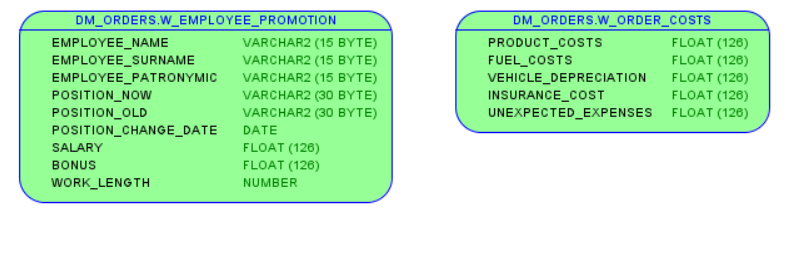 DM_ORDERS.W_EMPLOYEE_PROMOTION
EMPLOYEE_NAME VARCHAR2 (15 BYTE)
EMPLOYEE_SURNAME VARCHAR2 (15 BYTE)
EMPLOYEE_PATRONYMIC VARCHAR2 (15 BYTE)
POSITION_NOW VARCHAR2 (30 BYTE)
POSITION_OLD VARCHAR2 (30 BYTE)
POSITION_CHANGE_DATE DATE
SALARY FLOAT (126)
BONUS FLOAT (126)
WORK_LENGTH NUMBER
DM_ORDERS.W_ORDER_COSTS
PRODUCT_COSTS FLOAT (126)
FUEL_COSTS FLOAT (126)
VEHICLE_DEPRECIATION FLOAT (126)
INSURANCE_COST FLOAT (126)
UNEXPECTED_EXPENSES FLOAT (126)